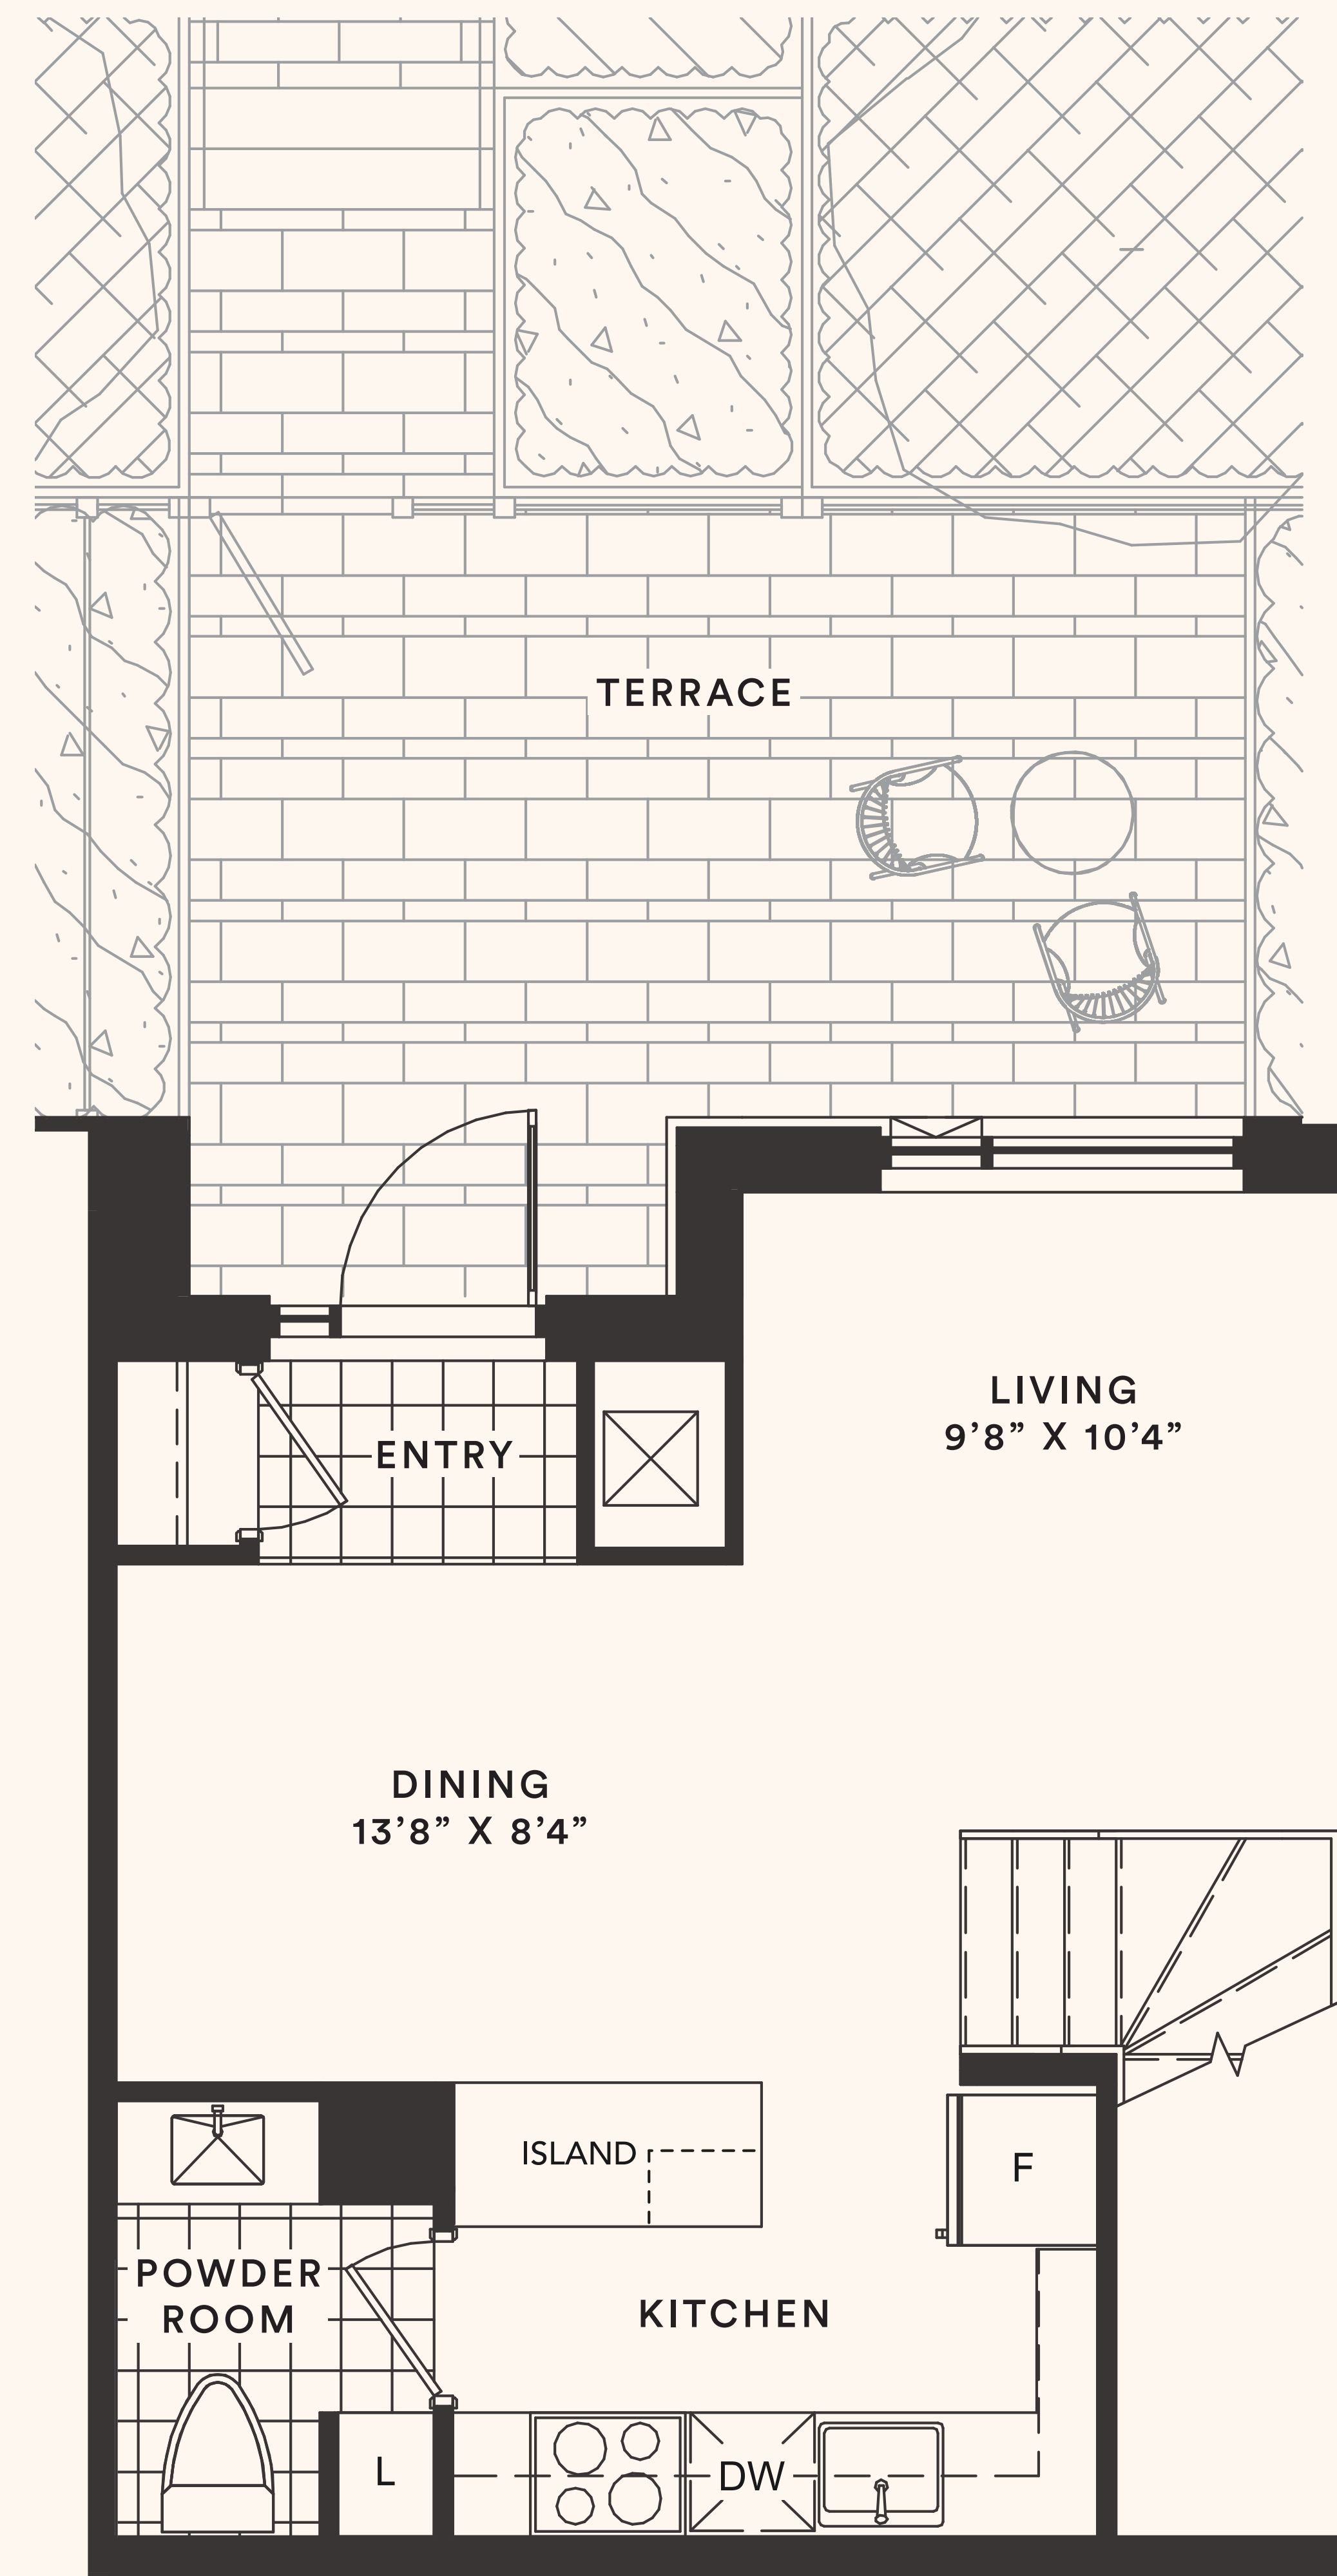 TERRACE
ENTRY
LIVING
9’8” X 10’4”
DINING
13’8” X 8’4”
ISLAND
F
POWDER
ROOM
KITCHEN
L
DW